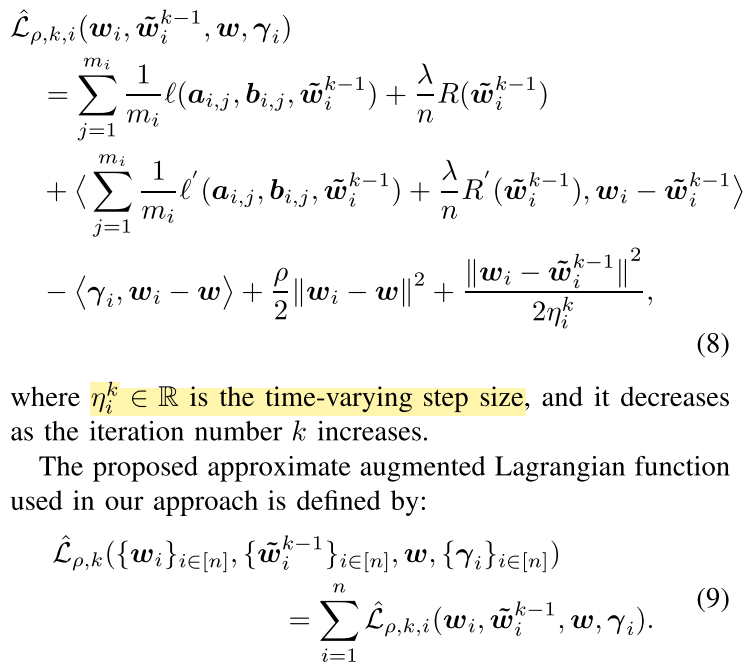 $\hat{\mathcal{L}}_{\rho,k,i}(\boldsymbol{w}_i, \tilde{\boldsymbol{w}}_i^{k-1}, \boldsymbol{w}, \boldsymbol{\gamma}_i)$
$= \sum_{j=1}^{m_i} \frac{1}{m_i} \ell(\boldsymbol{a}_{i,j}, \boldsymbol{b}_{i,j}, \tilde{\boldsymbol{w}}_i^{k-1}) + \frac{\lambda}{n} R(\tilde{\boldsymbol{w}}_i^{k-1})$
$+ \langle \sum_{j=1}^{m_i} \frac{1}{m_i} \ell'(\boldsymbol{a}_{i,j}, \boldsymbol{b}_{i,j}, \tilde{\boldsymbol{w}}_i^{k-1}) + \frac{\lambda}{n} R'(\tilde{\boldsymbol{w}}_i^{k-1}), \boldsymbol{w}_i - \tilde{\boldsymbol{w}}_i^{k-1} \rangle$
$- \langle \boldsymbol{\gamma}_i, \boldsymbol{w}_i - \boldsymbol{w} \rangle + \frac{\rho}{2} \|\boldsymbol{w}_i - \boldsymbol{w}\|^2 + \frac{\|\boldsymbol{w}_i - \tilde{\boldsymbol{w}}_i^{k-1}\|^2}{2\eta_i^k},$
(8)
where $\eta_i^k \in \mathbb{R}$ is the time-varying step size, and it decreases
as the iteration number $k$ increases.
The proposed approximate augmented Lagrangian function
used in our approach is defined by:
$\hat{\mathcal{L}}_{\rho,k}(\{\boldsymbol{w}_i\}_{i\in[n]}, \{\tilde{\boldsymbol{w}}_i^{k-1}\}_{i\in[n]}, \boldsymbol{w}, \{\boldsymbol{\gamma}_i\}_{i\in[n]})$
$= \sum_{i=1}^{n} \hat{\mathcal{L}}_{\rho,k,i}(\boldsymbol{w}_i, \tilde{\boldsymbol{w}}_i^{k-1}, \boldsymbol{w}, \boldsymbol{\gamma}_i).$ (9)